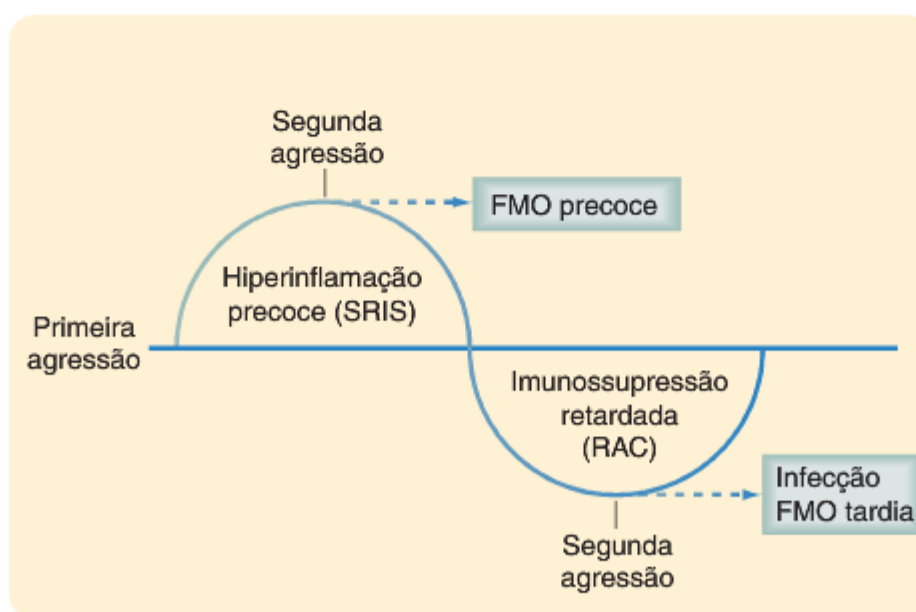 Segunda
agressão
FMO precoce
Hiperinflamação
precoce (SRIS)
Primeira
agressão
Imunossupressão
retardada
(RAC)
Infecção
FMO tardia
Segunda
agressão